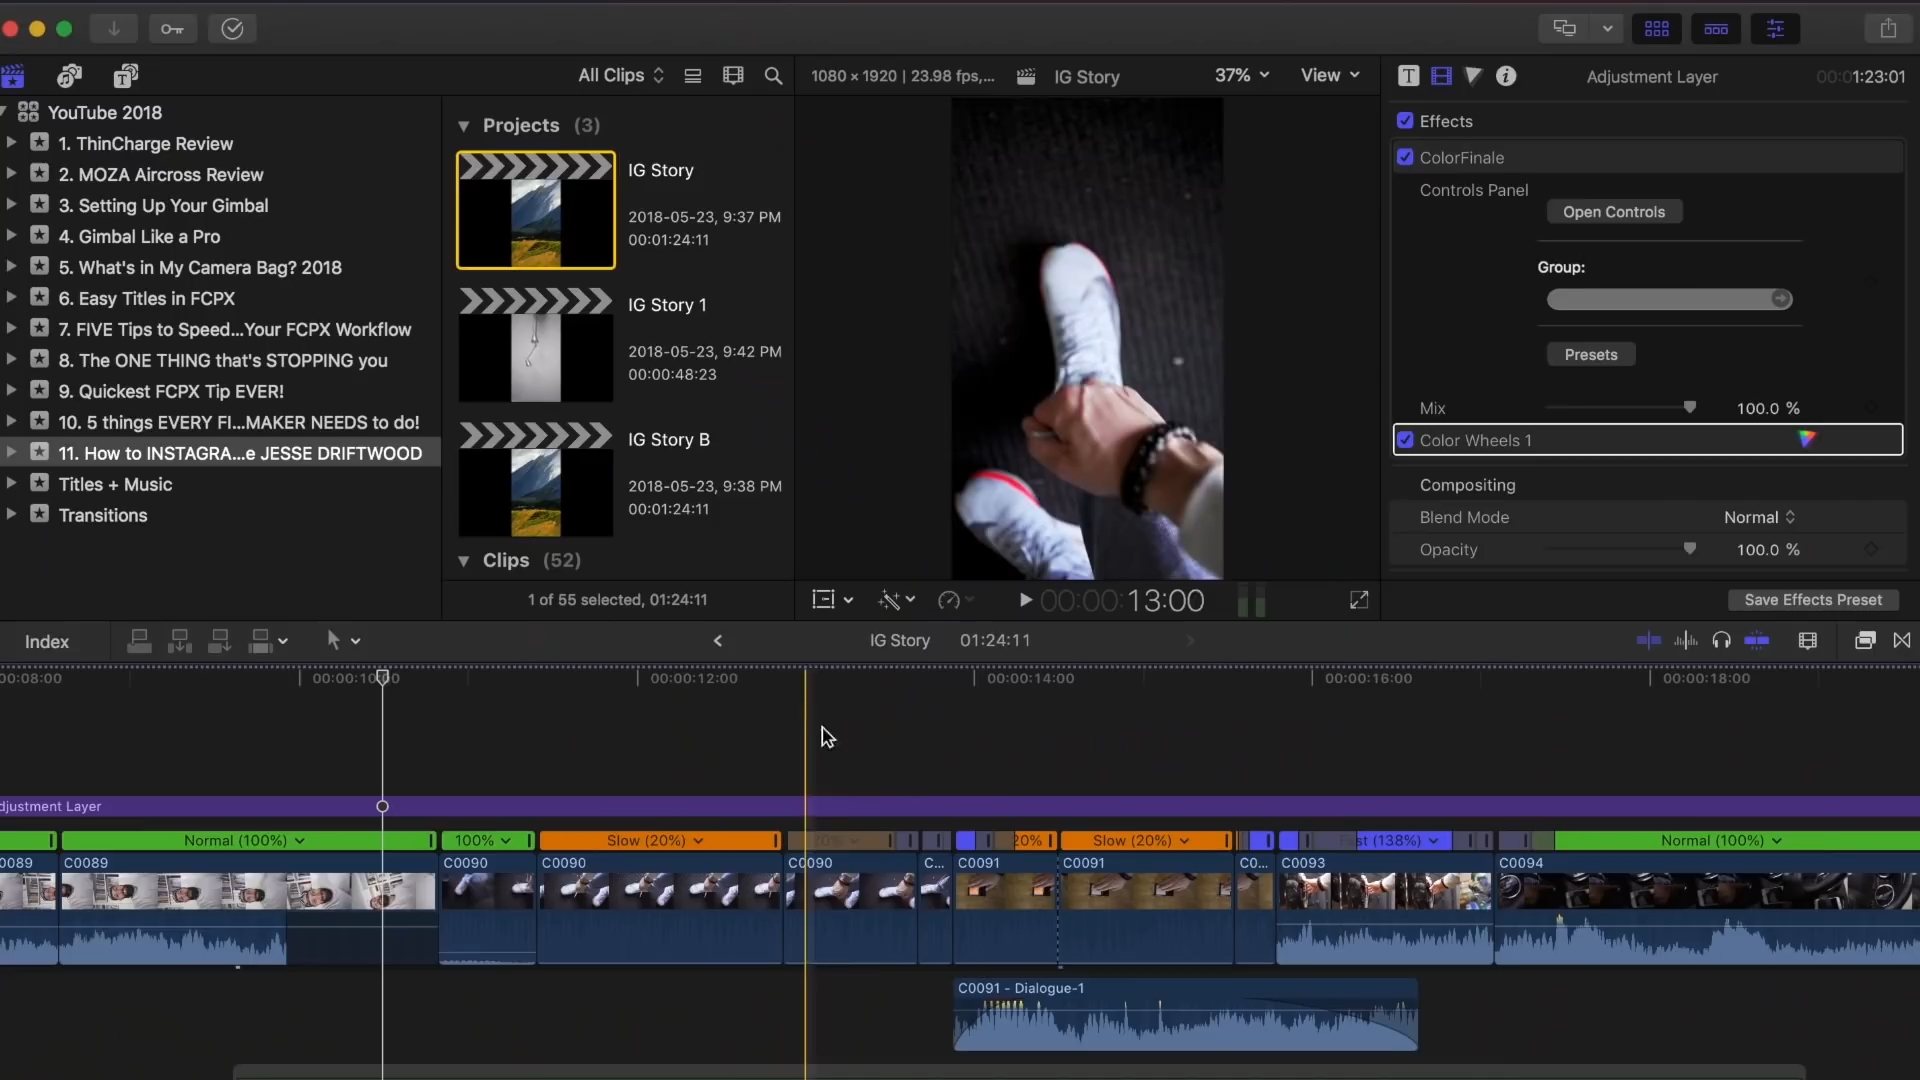 All Clips
1080 × 1920 | 23.98 fps,...
IG Story
37%
View
Adjustment Layer
00:01:23:01
YouTube 2018
1. ThinCharge Review
2. MOZA Aircross Review
3. Setting Up Your Gimbal
4. Gimbal Like a Pro
5. What's in My Camera Bag? 2018
6. Easy Titles in FCPX
7. FIVE Tips to Speed...Your FCPX Workflow
8. The ONE THING that's STOPPING you
9. Quickest FCPX Tip EVER!
10. 5 things EVERY FI...MAKER NEEDS to do!
11. How to INSTAGRA...e JESSE DRIFTWOOD
Titles + Music
Transitions
Projects (3)
IG Story
2018-05-23, 9:37 PM
00:01:24:11
IG Story 1
2018-05-23, 9:42 PM
00:00:48:23
IG Story B
2018-05-23, 9:38 PM
00:01:24:11
Clips (52)
1 of 55 selected, 01:24:11
00:00:13:00
Effects
ColorFinale
Controls Panel
Open Controls
Group:
Presets
Mix 100.0 %
Color Wheels 1
Compositing
Blend Mode Normal
Opacity 100.0 %
Save Effects Preset
Index
IG Story 01:24:11
00:08:00 00:00:10:00 00:00:12:00 00:00:14:00 00:00:16:00 00:00:18:00
djustment Layer
Normal (100%) 100% Slow (20%) 20% Slow (20%) (138%) Normal (100%)
0089 C0089 C0090 C0090 C0090 C... C0091 C0091 C0... C0093 C0094
C0091 - Dialogue-1